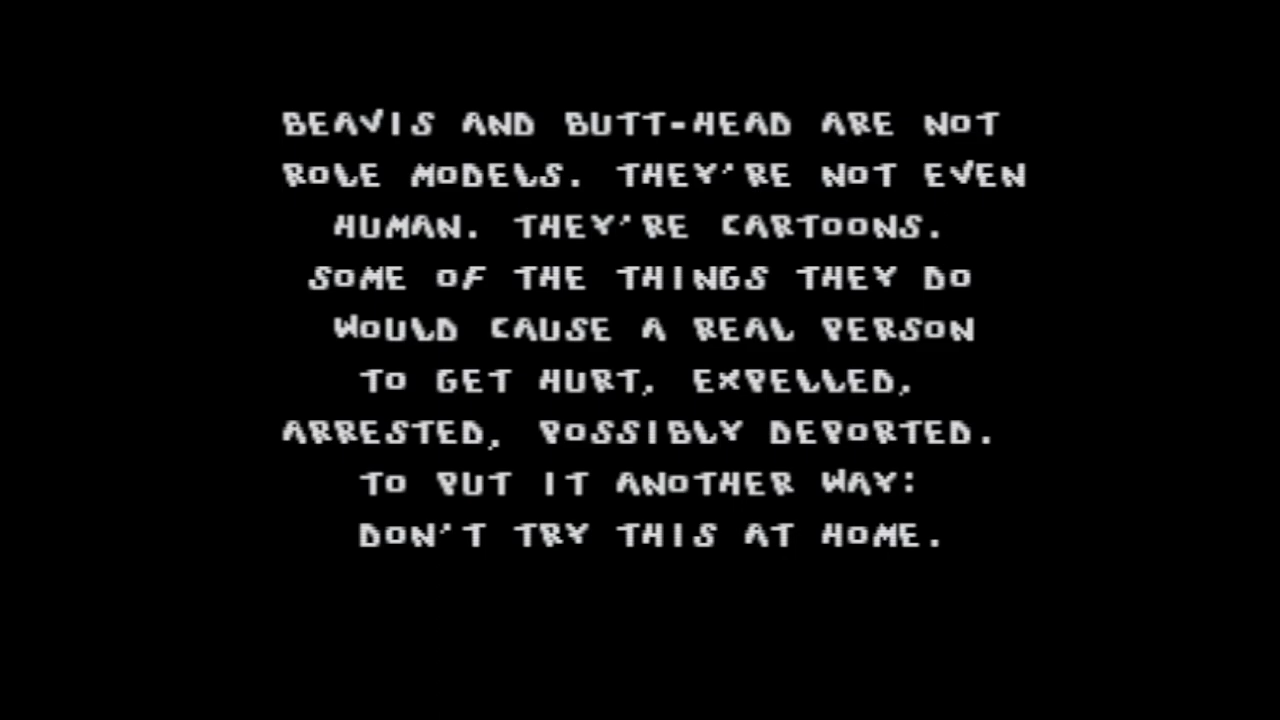 BEAVIS AND BUTT-HEAD ARE NOT
ROLE MODELS. THEY'RE NOT EVEN
HUMAN. THEY'RE CARTOONS.
SOME OF THE THINGS THEY DO
WOULD CAUSE A REAL PERSON
TO GET HURT, EXPELLED,
ARRESTED, POSSIBLY DEPORTED.
TO PUT IT ANOTHER WAY:
DON'T TRY THIS AT HOME.